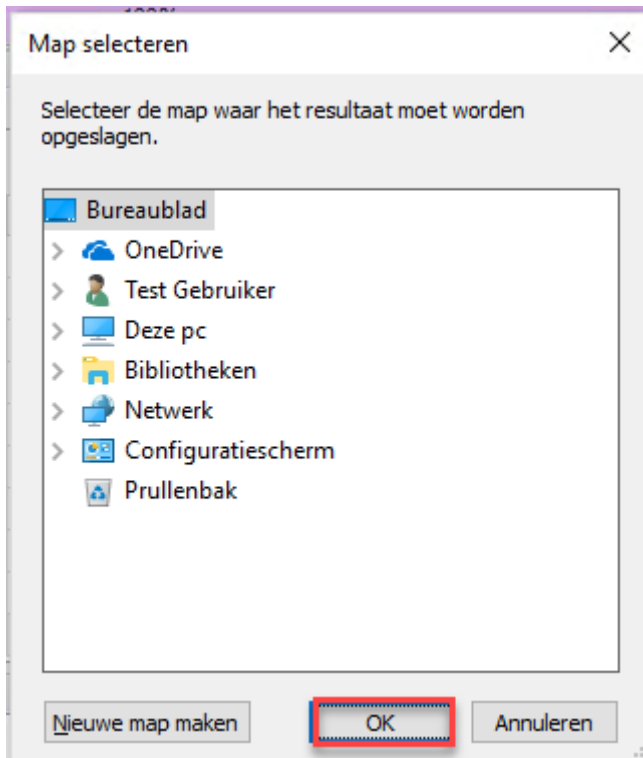 Map selecteren
Selecteer de map waar het resultaat moet worden
opgeslagen.
Bureaublad
OneDrive
Test Gebruiker
Deze pc
Bibliotheken
Netwerk
Configuratiescherm
Prullenbak
Nieuwe map maken OK Annuleren